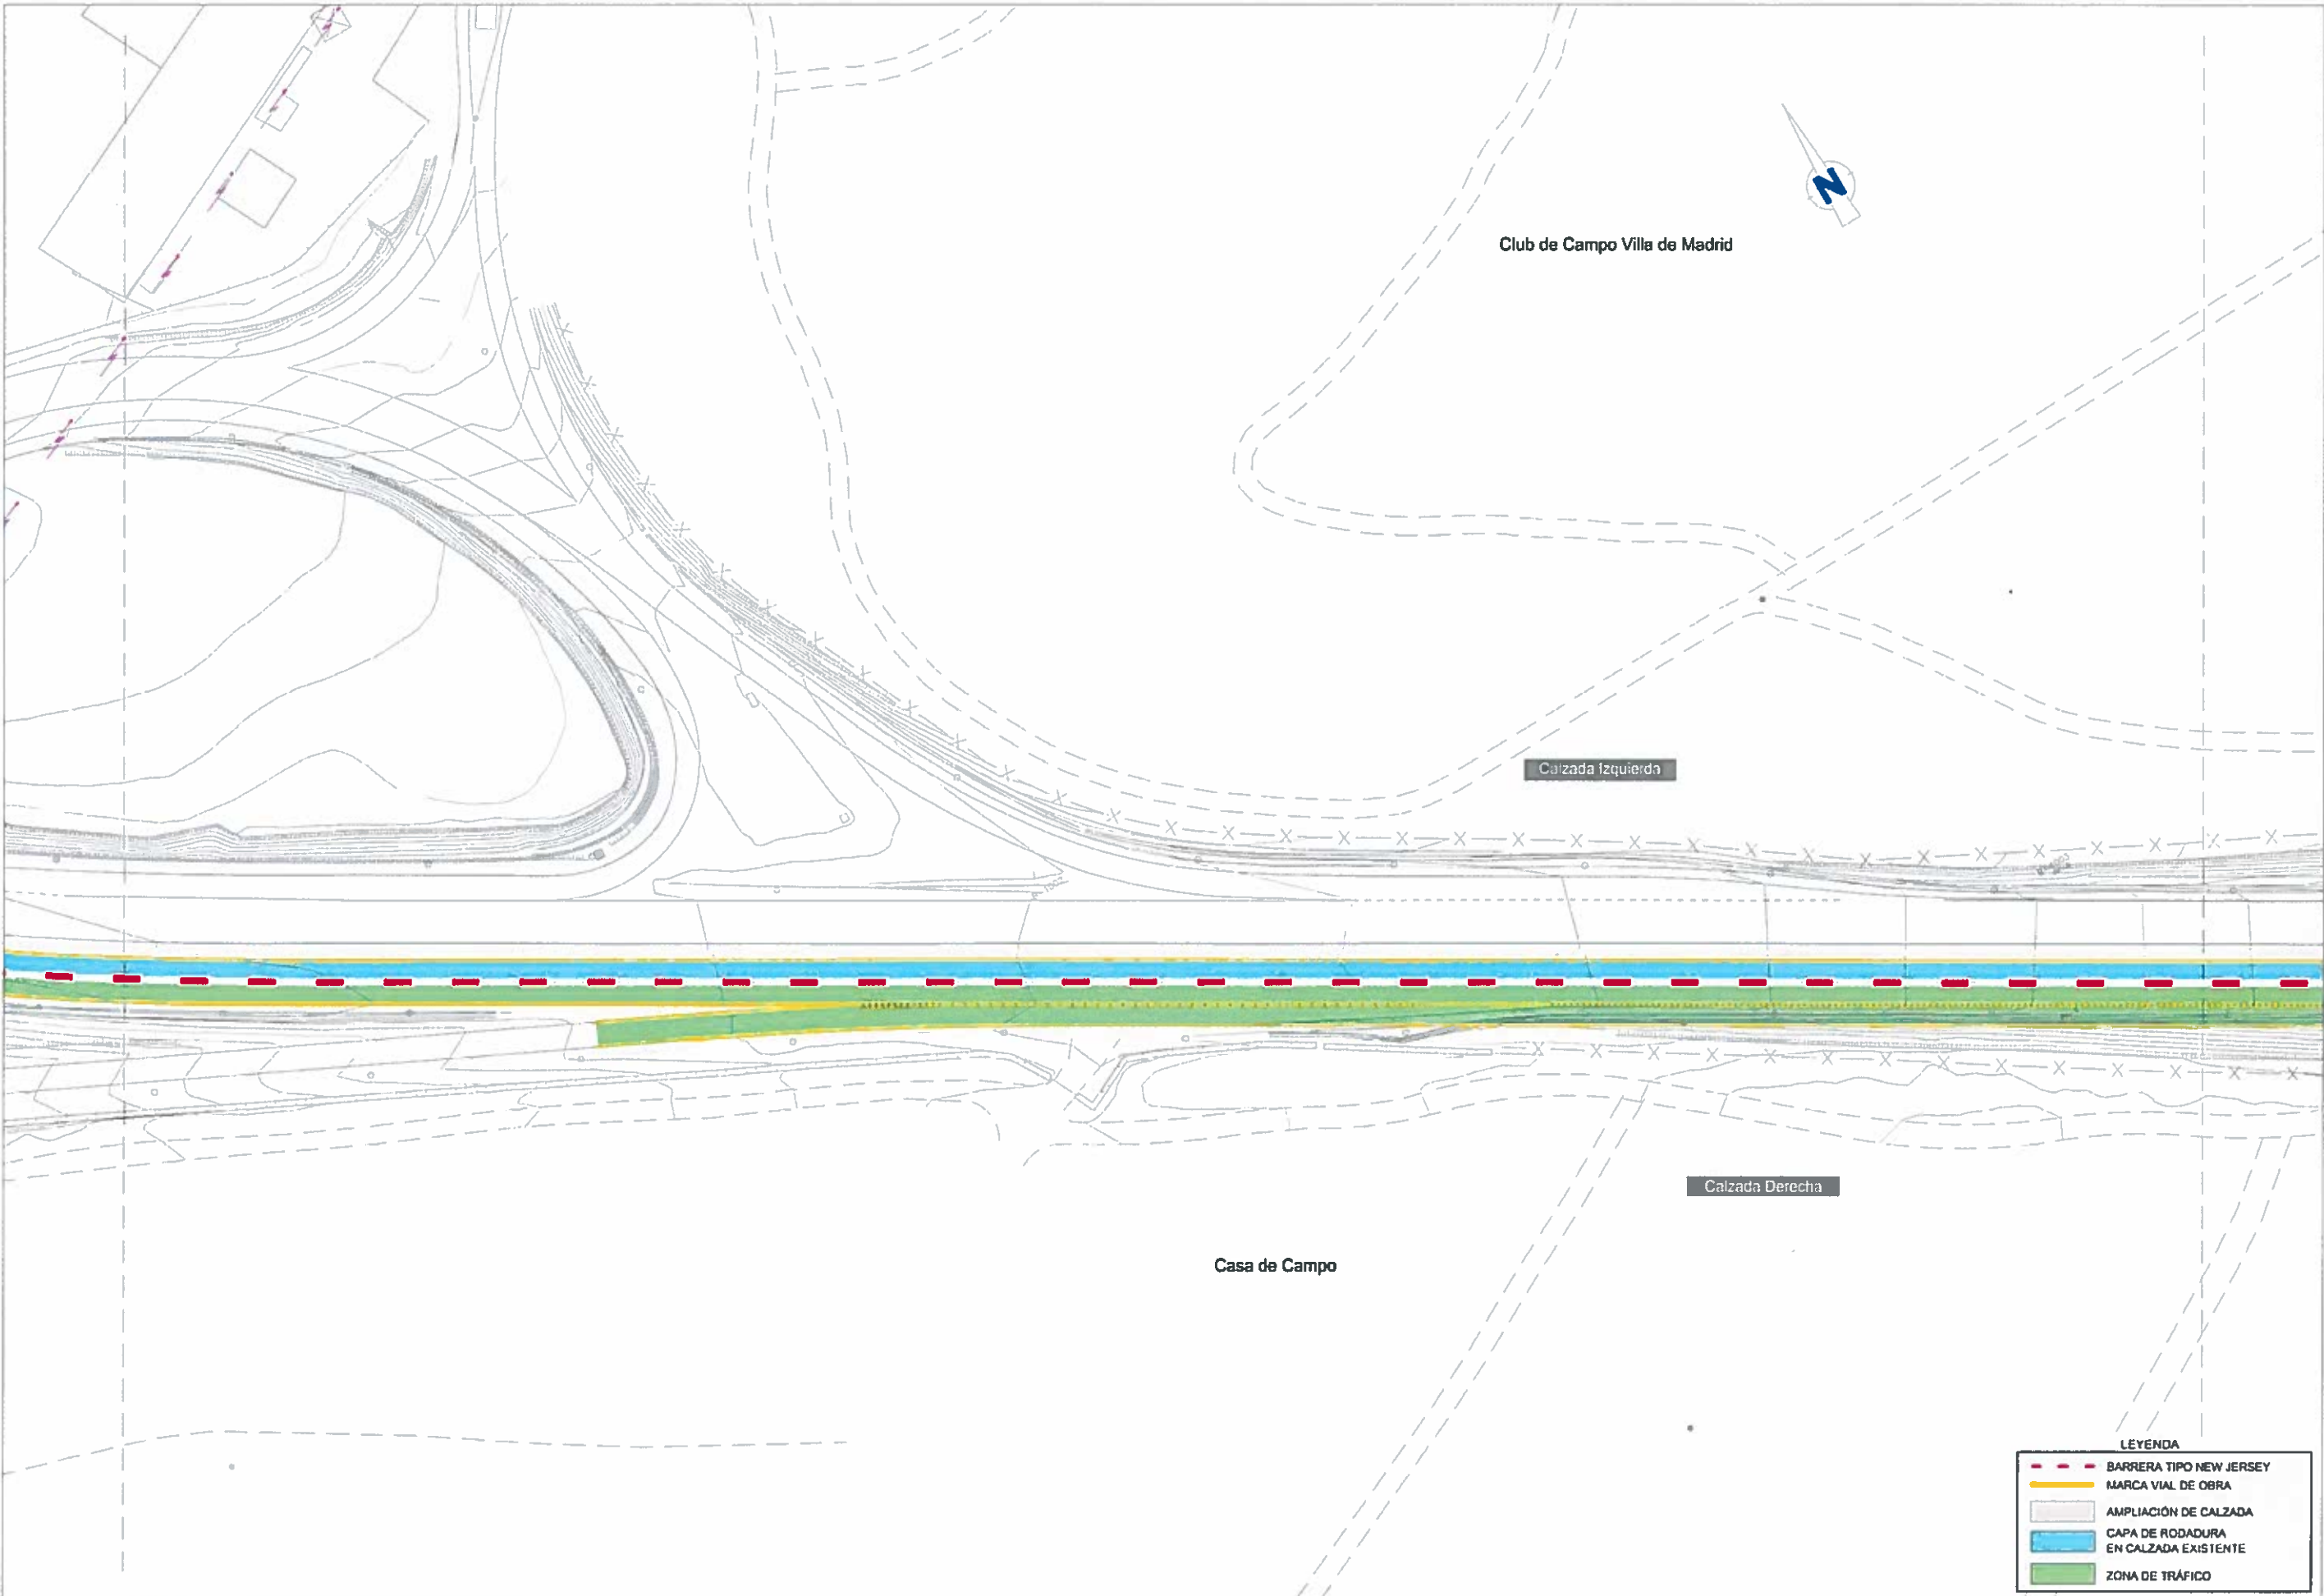 N
Club de Campo Villa de Madrid
Calzada Izquierda
Calzada Derecha
Casa de Campo
LEYENDA
BARRERA TIPO NEW JERSEY
MARCA VIAL DE OBRA
AMPLIACIÓN DE CALZADA
CAPA DE RODADURA
EN CALZADA EXISTENTE
ZONA DE TRÁFICO